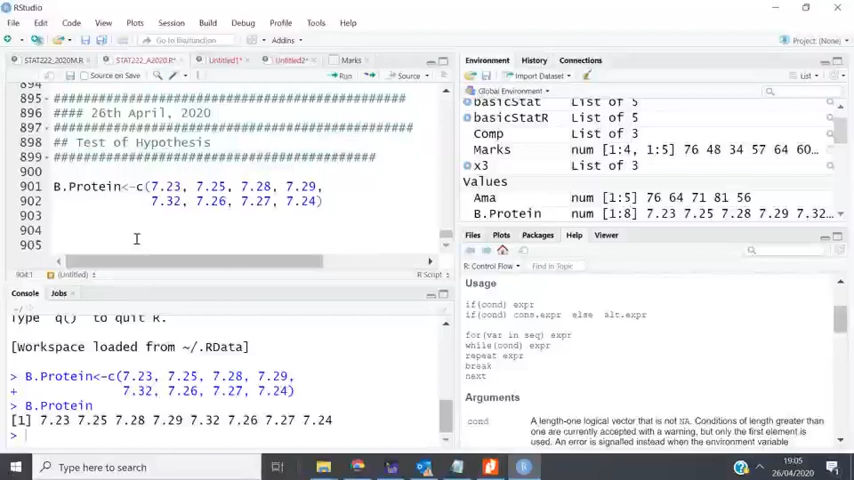 RStudio
File Edit Code View Plots Session Build Debug Profile Tools Help
Go to file/function Addins Project: (None)
STAT222_2020M.R STAT222_A2020.R* Untitled1* Untitled2* Marks
Source on Save Run Source
894
895 ###############################################
896 #### 26th April, 2020
897 ################################################
898 ## Test of Hypothesis
899 ###########################################
900
901 B.Protein<-c(7.23, 7.25, 7.28, 7.29,
902 7.32, 7.26, 7.27, 7.24)
903
904
905
904:1 (Untitled) R Script
Console Jobs
~/
Type 'q()' to quit R.
[Workspace loaded from ~/.RData]
> B.Protein<-c(7.23, 7.25, 7.28, 7.29,
+ 7.32, 7.26, 7.27, 7.24)
> B.Protein
[1] 7.23 7.25 7.28 7.29 7.32 7.26 7.27 7.24
>
Environment History Connections
Import Dataset List
Global Environment
basicStat List of 5
basicStatR List of 5
Comp num [1:4, 1:5] 76 48 34 57 64 60...
Marks num [1:4, 1:5] 76 48 34 57 64 60...
x3 List of 3
Values
Ama num [1:5] 76 64 71 81 56
B.Protein num [1:8] 7.23 7.25 7.28 7.29 7.32...
Files Plots Packages Help Viewer
R: Control Flow Find in Topic
Usage
if(cond) expr
if(cond) cons.expr else alt.expr
for(var in seq) expr
while(cond) expr
repeat expr
break
next
Arguments
cond A length-one logical vector that is not NA. Conditions of length greater than
one are currently accepted with a warning, but only the first element is
used. An error is signalled instead when the environment variable
Type here to search
19:05
26/04/2020